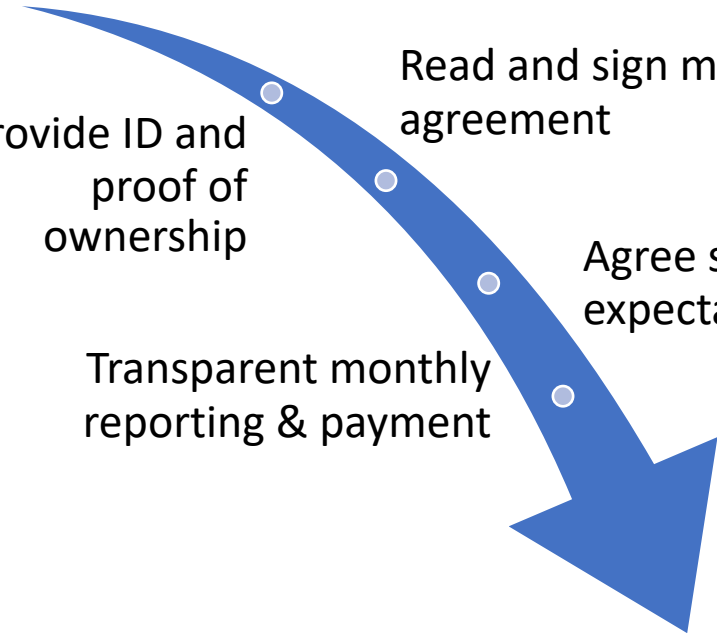 Read and sign
agreement
ID and
proof of
ownership
Agree
Transparent monthly
reporting & payment